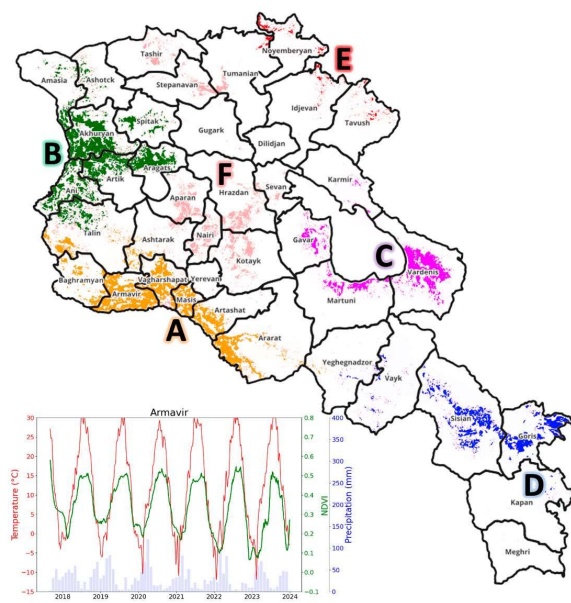 Noyemberyan
Tashir
Tumanian
E
Amasia
Ashotck
Stepanavan
Idjevan
Tavush
Akhuryan
Spitak
Gugark
Dilidjan
B
Artik
Aragats
F
Karmir
Ani
Aparan
Hrazdan
Sevan
Talin
Ashtarak
Nairi
Kotayk
Gavar
C
Vardenis
Baghramyan
Vagharshapat
Yerevan
Armavir
Masis
Martuni
A
Artashat
Ararat
Yeghegnadzor
Vayk
Sisian
Goris
D
Kapan
Meghri
Armavir
Temperature (°C)
30
25
20
15
10
5
0
−5
−10
−15
0.8
0.7
0.6
0.5
0.4
0.3
0.2
0.1
0.0
−0.1
NDVI
400
350
300
250
200
150
100
50
0
Precipitation (mm)
2018 2019 2020 2021 2022 2023 2024